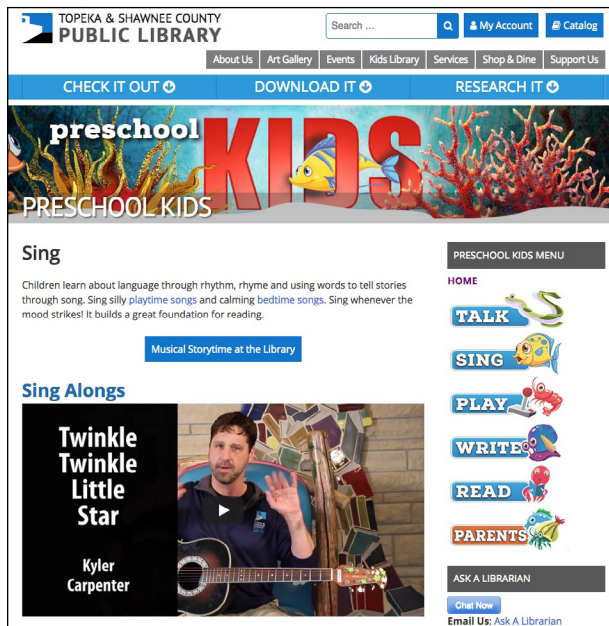 TOPEKA & SHAWNEE COUNTY
PUBLIC LIBRARY
Search ...
My Account
Catalog
About Us
Art Gallery
Events
Kids Library
Services
Shop & Dine
Support Us
CHECK IT OUT
DOWNLOAD IT
RESEARCH IT
preschool
KIDS
PRESCHOOL KIDS
Sing
Children learn about language through rhythm, rhyme and using words to tell stories
through song. Sing silly playtime songs and calming bedtime songs. Sing whenever the
mood strikes! It builds a great foundation for reading.
Musical Storytime at the Library
Sing Alongs
Twinkle
Twinkle
Little
Star
Kyler
Carpenter
PRESCHOOL KIDS MENU
HOME
TALK
SING
PLAY
WRITE
READ
PARENTS
ASK A LIBRARIAN
Chat Now
Email Us: Ask A Librarian